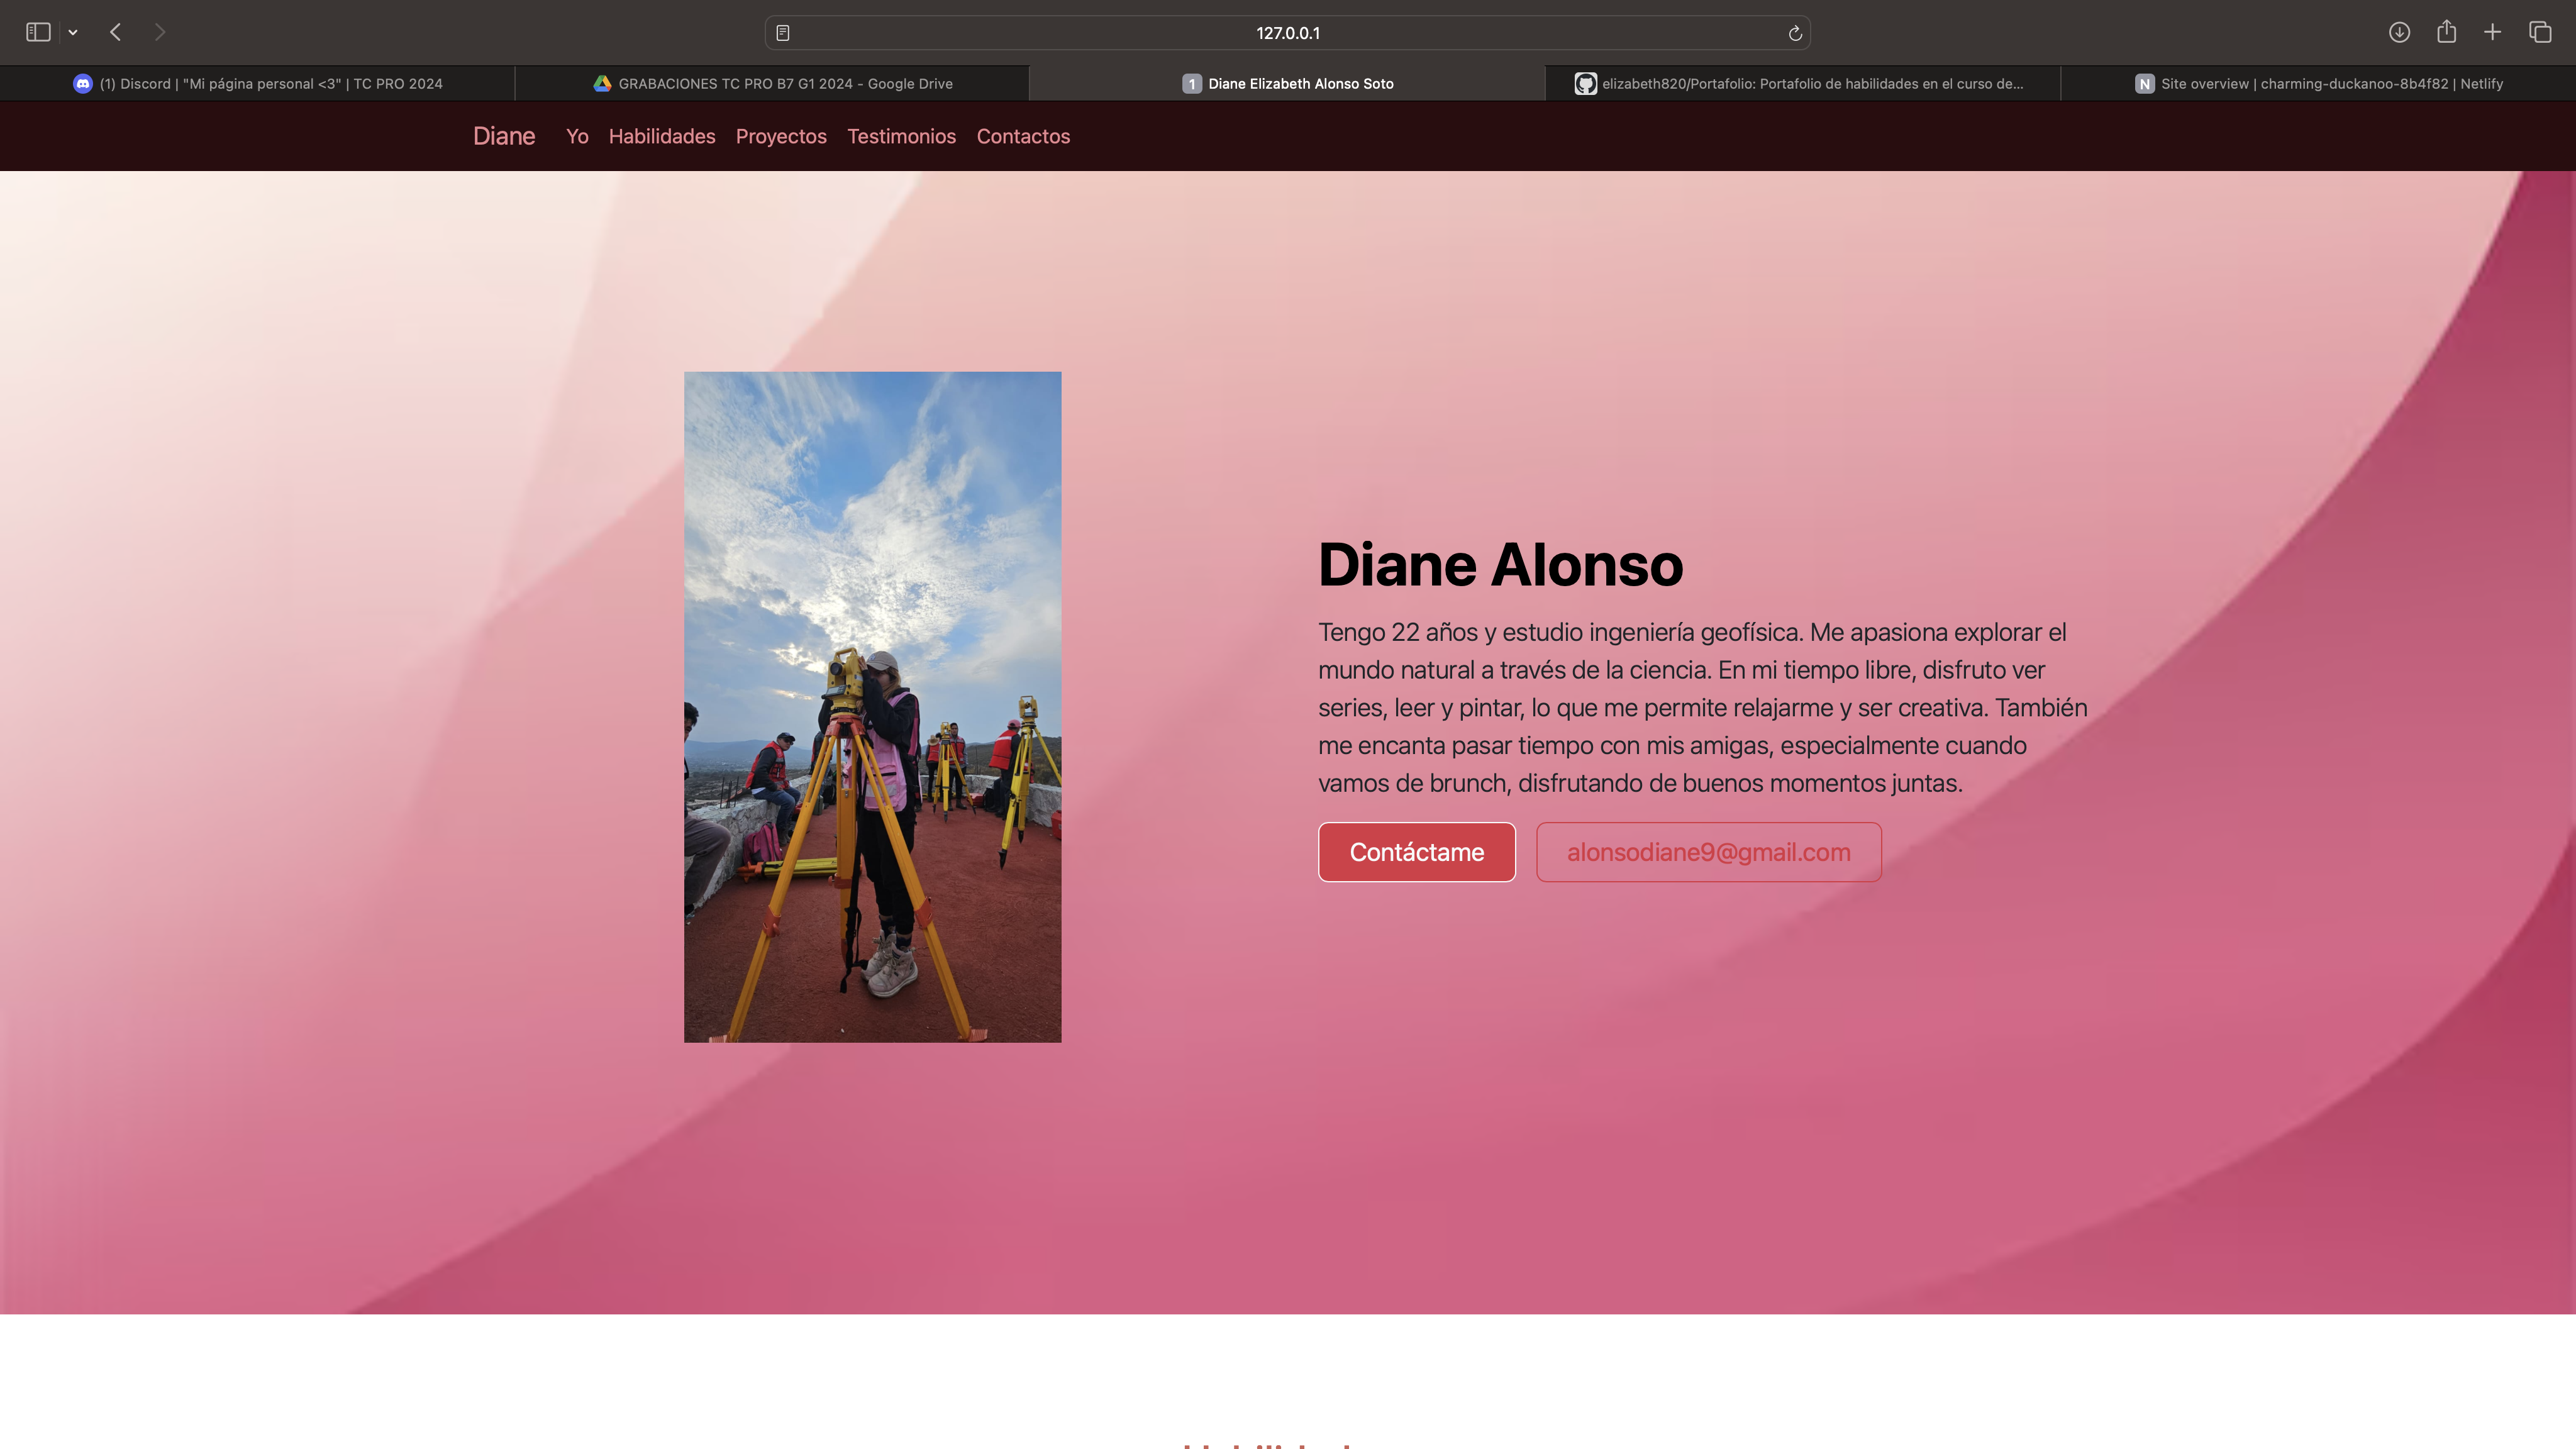 127.0.0.1
(1) Discord | "Mi página personal <3" | TC PRO 2024
GRABACIONES TC PRO B7 G1 2024 - Google Drive
1 Diane Elizabeth Alonso Soto
elizabeth820/Portafolio: Portafolio de habilidades en el curso de...
N Site overview | charming-duckanoo-8b4f82 | Netlify
Diane Yo Habilidades Proyectos Testimonios Contactos
Diane Alonso
Tengo 22 años y estudio ingeniería geofísica. Me apasiona explorar el
mundo natural a través de la ciencia. En mi tiempo libre, disfruto ver
series, leer y pintar, lo que me permite relajarme y ser creativa. También
me encanta pasar tiempo con mis amigas, especialmente cuando
vamos de brunch, disfrutando de buenos momentos juntas.
Contáctame alonsodiane9@gmail.com